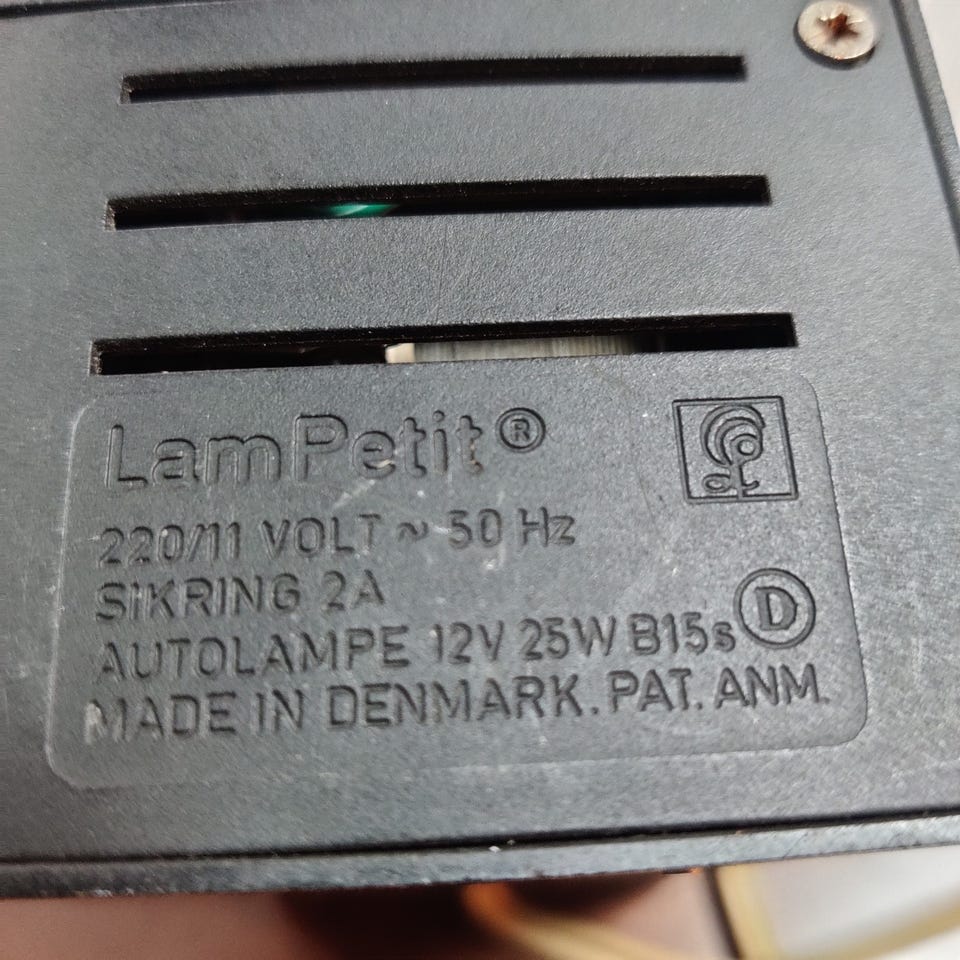 LamPetit®
220/11 VOLT ~ 50 Hz
SiKRING 2A
AUTOLAMPE 12V 25W B15s D
MADE IN DENMARK. PAT. ANM.